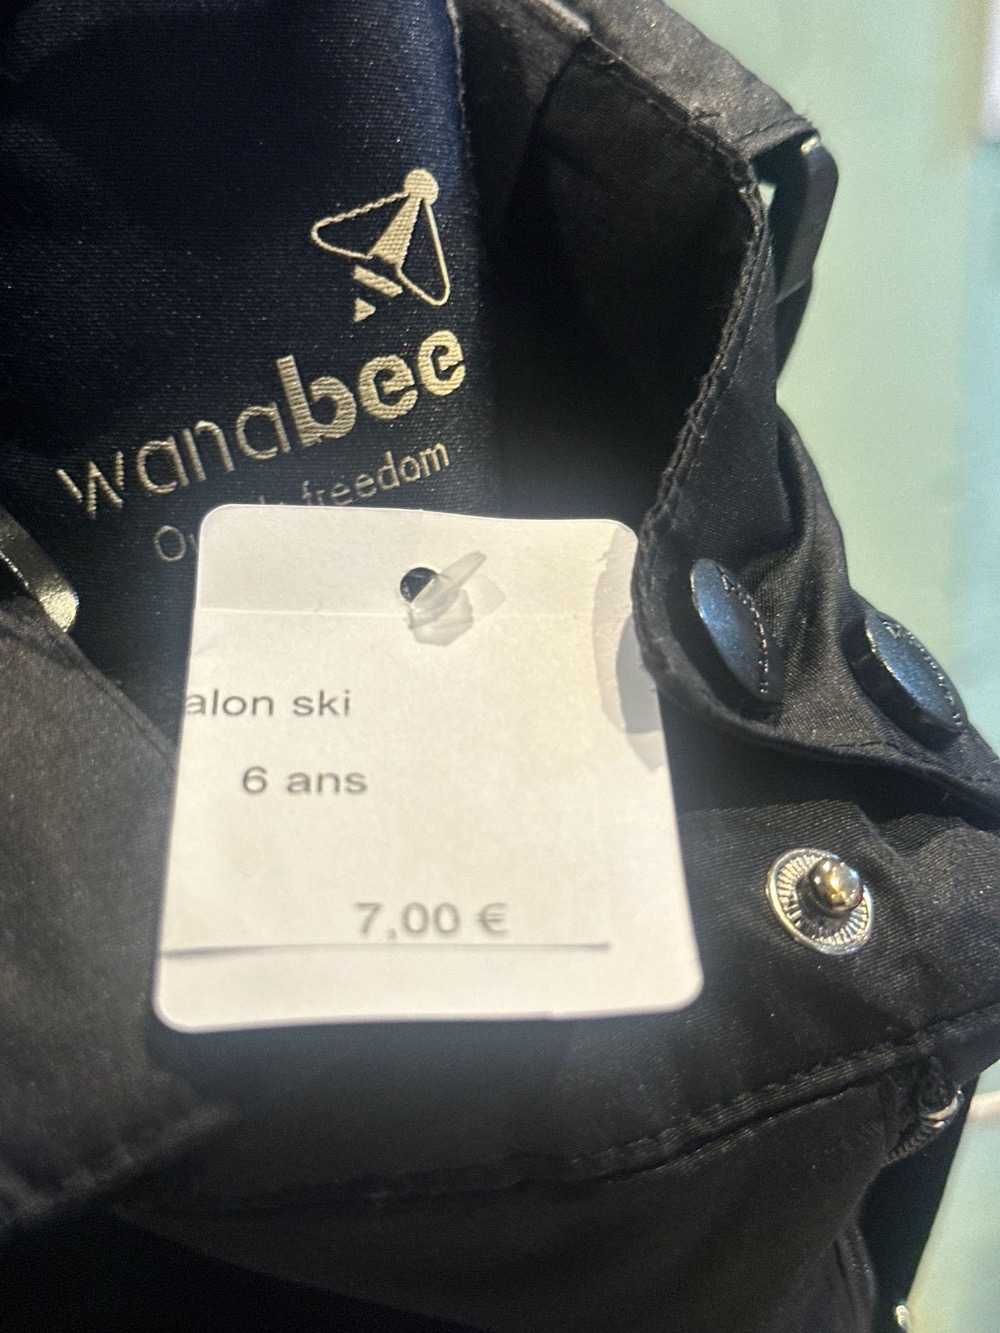 wanabee
freedom
alon ski
6 ans
7,00 €